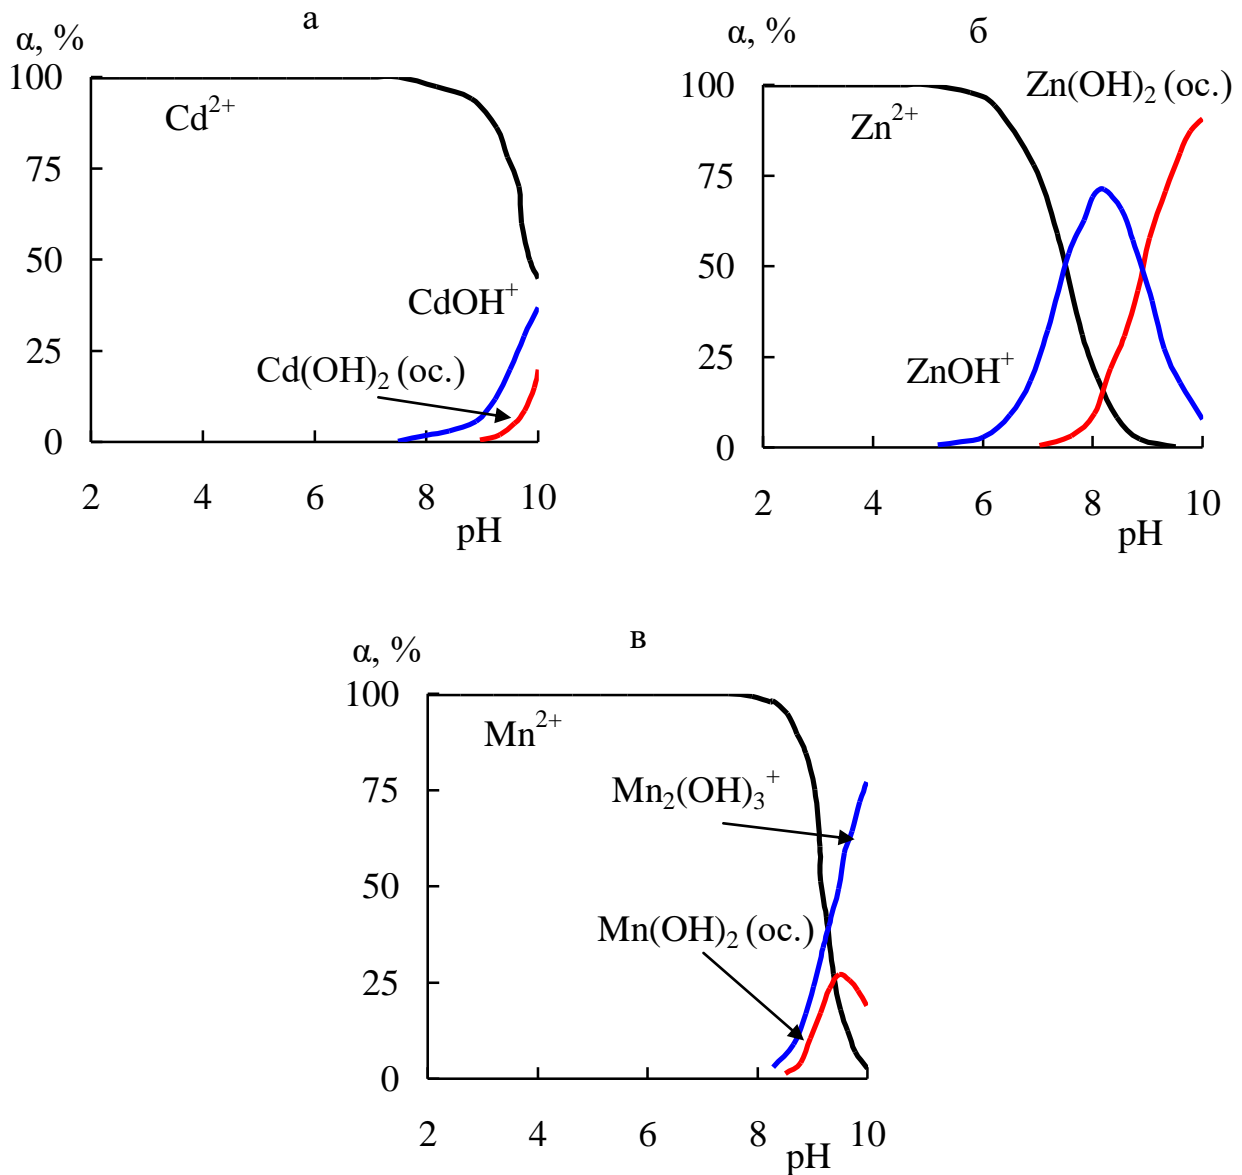 а
α, %
100
75
50
25
0
Cd²⁺
CdOH⁺
Cd(OH)₂ (ос.)
2 4 6 8 10
pH
б
α, %
100
75
50
25
0
Zn(OH)₂ (ос.)
Zn²⁺
ZnOH⁺
2 4 6 8 10
pH
в
α, %
100
75
50
25
0
Mn²⁺
Mn₂(OH)₃⁺
Mn(OH)₂ (ос.)
2 4 6 8 10
pH